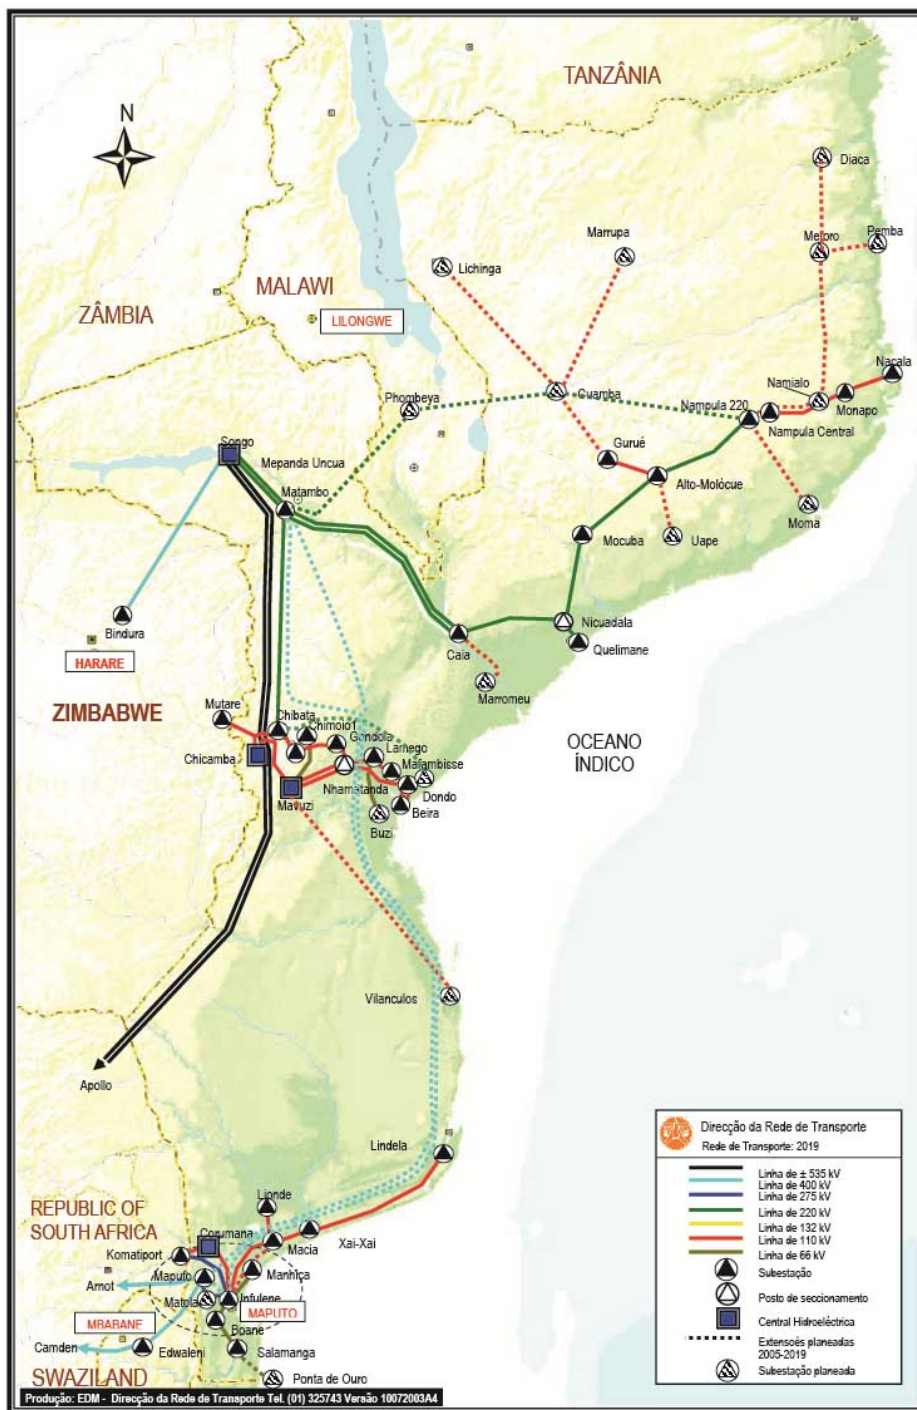 TANZÂNIA
N
Diaca
Marrupa
Meloro
Pemba
Lichinga
MALAWI
ZÂMBIA
LILONGWE
Nacala
Phombeya
Cuamba
Namialo
Monapo
Nampula 220
Nampula Central
Songo
Gurué
Mepanda Uncua
Alto-Molócue
Matambo
Moma
Mocuba
Uape
Bindura
Nicuadala
HARARE
Caia
Quelimane
Marromeu
Mutare
ZIMBABWE
Chibata
Chimoio1
Gondola
OCEANO
ÍNDICO
Lamego
Chicamba
Mafambisse
Nhamatanda
Dondo
Mavuzi
Beira
Buzi
Vilanculos
Apollo
Direcção da Rede de Transporte
Rede de Transporte: 2019
Lindela
Linha de ± 535 kV
Linha de 400 kV
Linha de 275 kV
Linha de 220 kV
Linha de 132 kV
Linha de 110 kV
Linha de 66 kV
Subestação
Posto de seccionamento
Central Hidroeléctrica
Extensoés planeadas
2005-2019
Subestação planeada
Lionde
REPUBLIC OF
SOUTH AFRICA
Corumana
Xai-Xai
Komatiport
Macia
Maputo
Manhiça
Arnot
Matola
Infulene
MAPUTO
MBABANE
Boane
Camden
Edwaleni
Salamanga
SWAZILAND
Ponta de Ouro
Produção: EDM - Direcção da Rede de Transporte Tel. (01) 325743 Versão 10072003A4